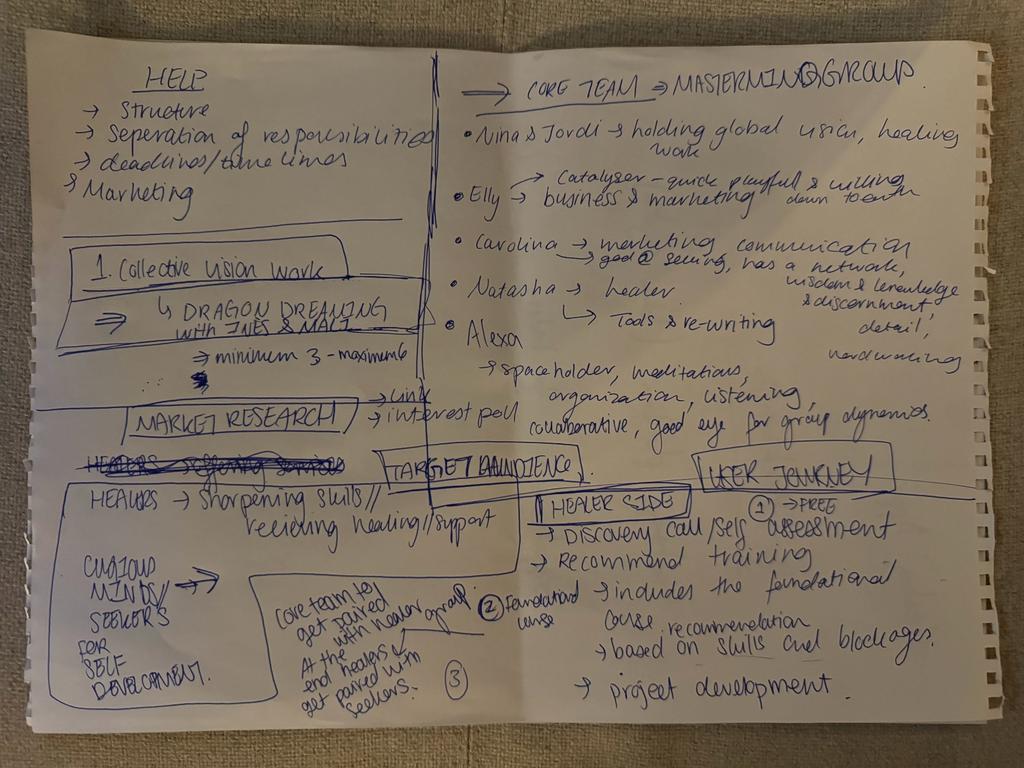 HELP
→ Structure
→ Seperation of responsibilities
→ deadlines/timelines
→ Marketing
1. Collective vision work
↳ DRAGON DREAMING
⇒ with INES &
→ minimum 3 - maximum 6
MARKET RESEARCH
→ Link
→ interest poll
HEALERS offering services
TARGET AUDIENCE
HEALERS → Sharpening skills//
recieving healing//support
CURIOUS
MINDS/ →
SEEKERS
FOR
SELF
DEVELOPMENT.
Core team to
get paired
with healer group.
At the
end healers
get paired with
seekers.
③
⇒ CORE TEAM ⇒ MASTERMIND GROUP
• Nina & Jordi → holding global vision, healing
work
• Elly → Catalyser - quick playful & willing
→ business & marketing down to earth
• Carolina → marketing communication
→ good @ selling, has a network,
wisdom & knowledge
& discernment,
detail,
hardworking
• Natasha → healer
↳ Tools & re-writing
• Alexa
→ spaceholder, meditations,
organization, listening,
collaborative, good eye for group dynamics.
USER JOURNEY
HEALER SIDE
① → FREE
→ Discovery call/self assessment
→ Recommend training
② Foundational → includes the foundational
course
course recommendation
→ based on skills and blockages.
→ project development.